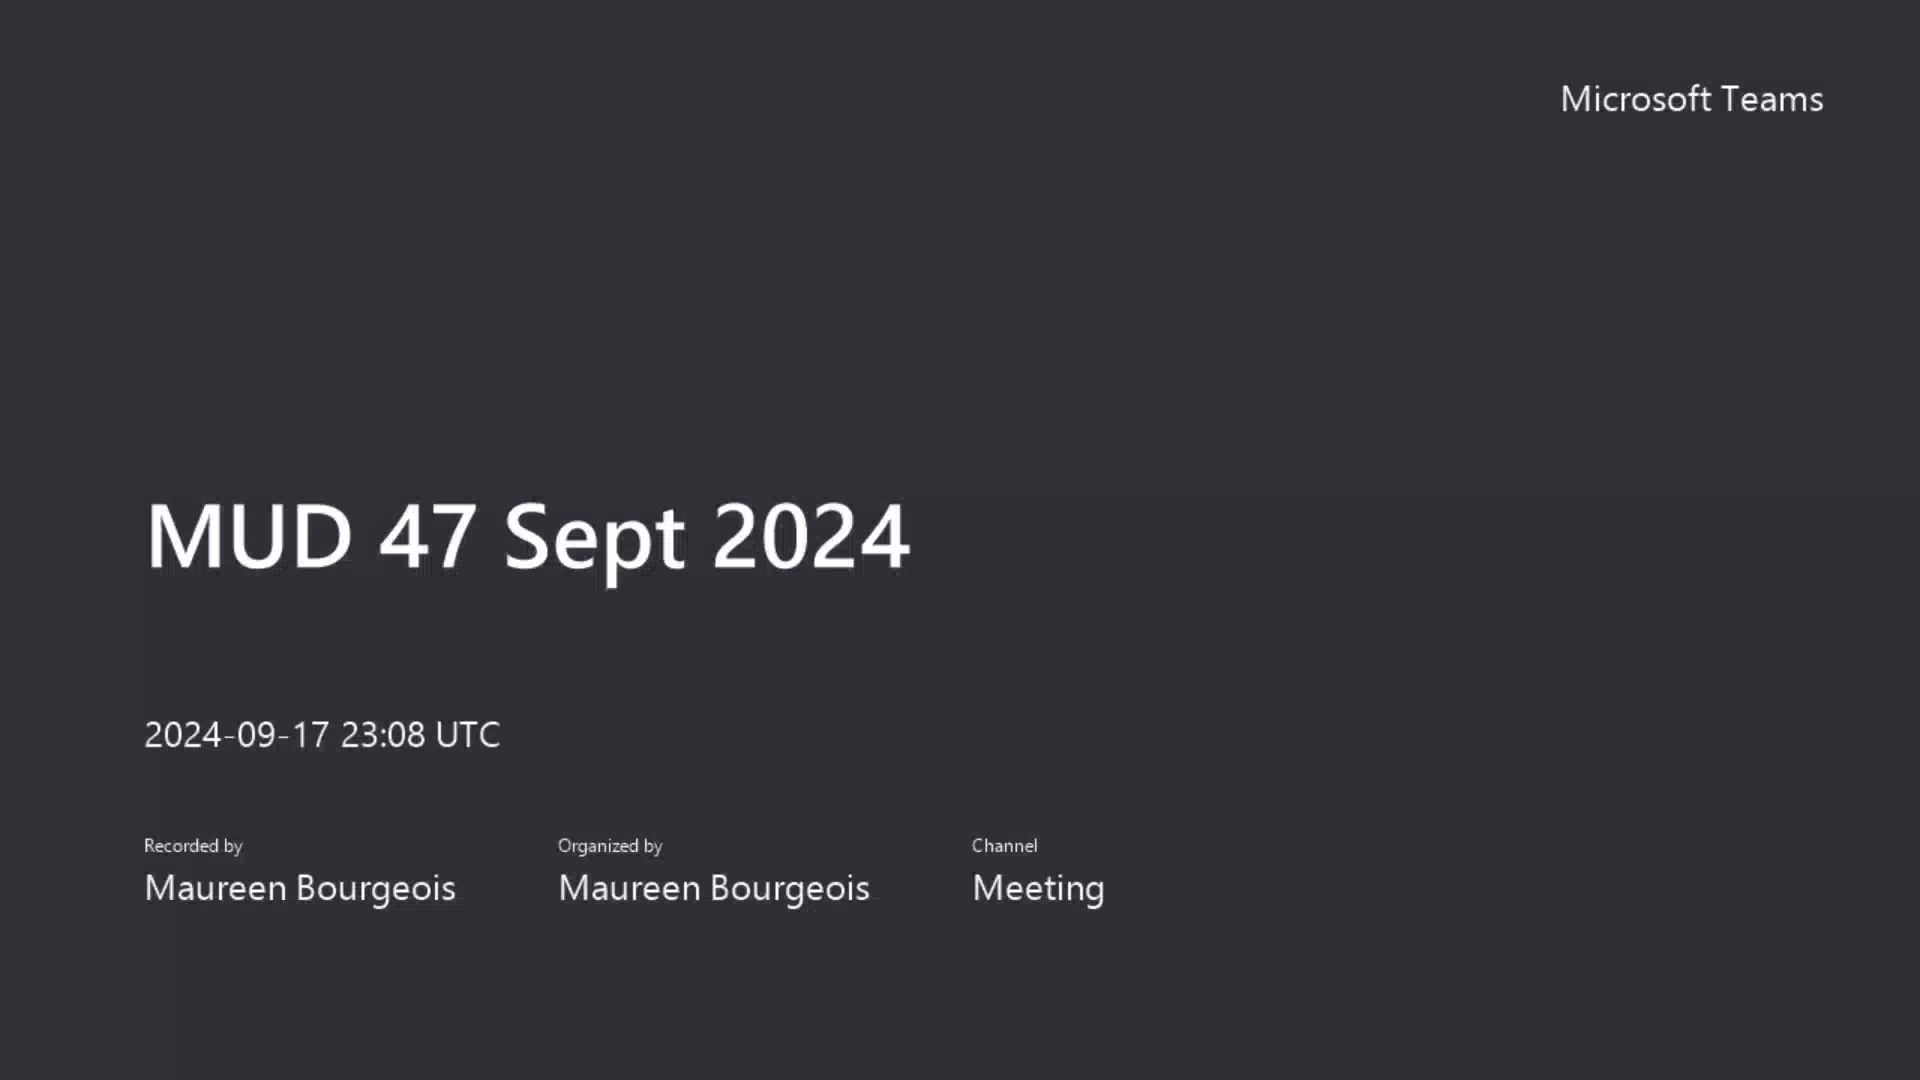 Microsoft Teams
MUD 47 Sept 2024
2024-09-17 23:08 UTC
Recorded by
Maureen Bourgeois
Organized by
Maureen Bourgeois
Channel
Meeting